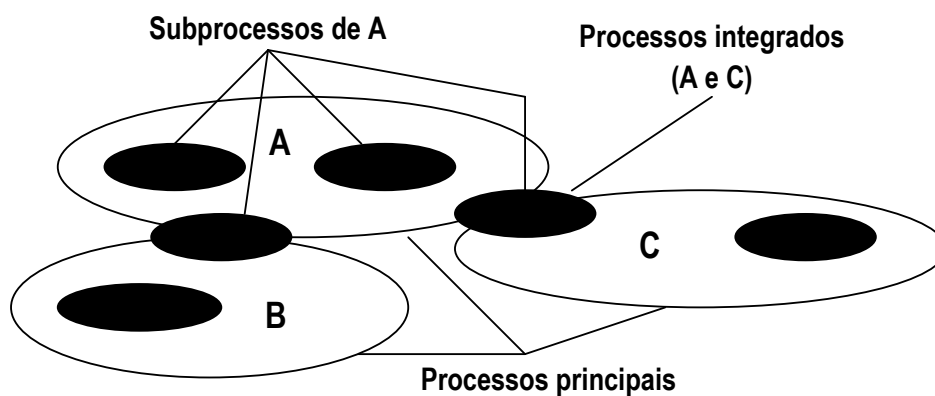 Subprocessos de A
Processos integrados
(A e C)
A
C
B
Processos principais